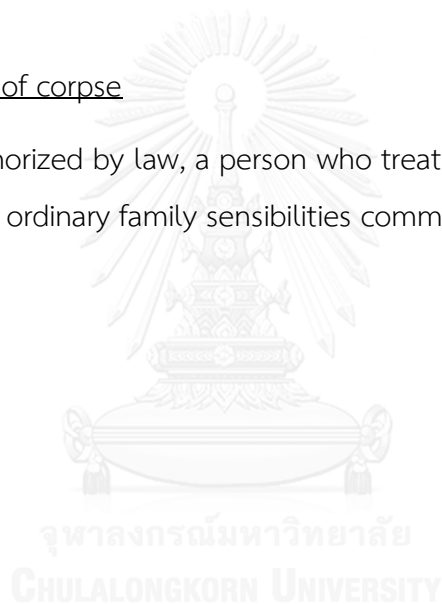 of corpse
horized by law, a person who treat
ordinary family sensibilities comm
จุฬาลงกรณ์มหาวิทยาลัย
CHULALONGKORN UNIVERSITY